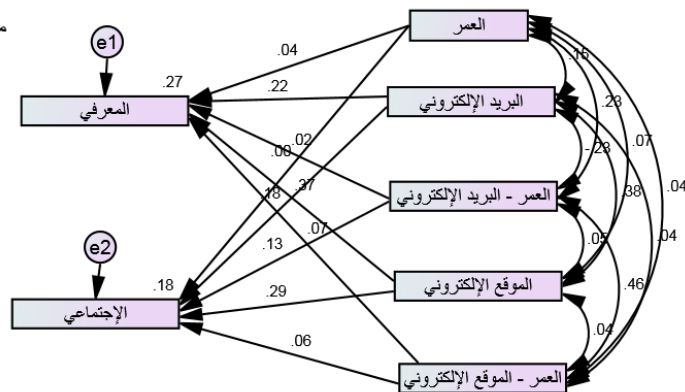 العمر
e1
.04
.15
.27
.22
البريد الإلكتروني
.23
المعرفي
.02
.07
.00
-.23
.18
.37
العمر - البريد الإلكتروني
.38
.04
e2
.07
.13
.05
.04
.18
.29
الموقع الإلكتروني
.46
الإجتماعي
.06
.04
العمر - الموقع الإلكتروني